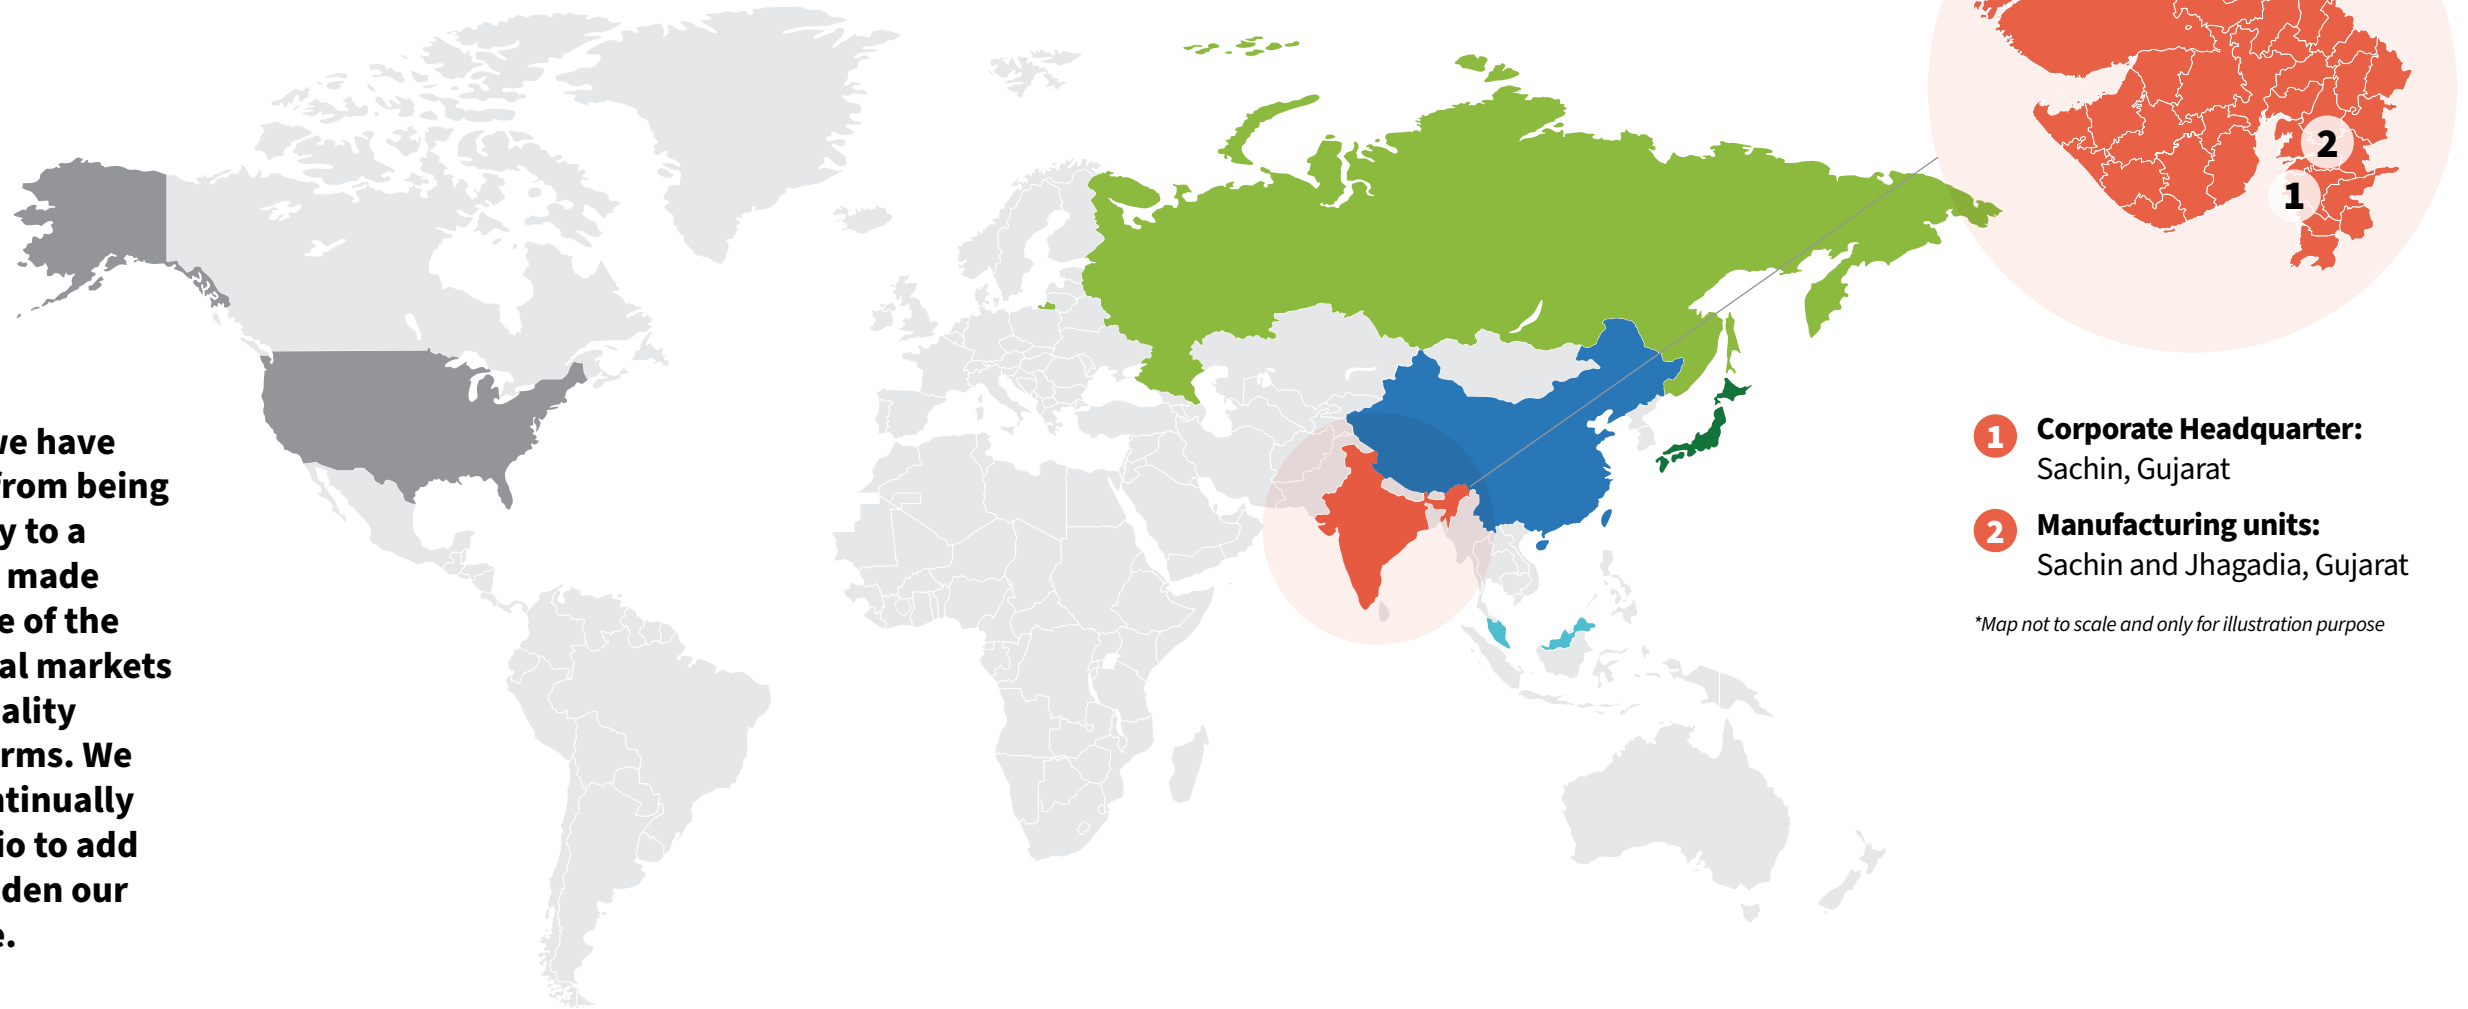 we have
from being
y to a
made
e of the
al markets
ality
rms. We
ntinually
io to add
den our
e.
2
1
1 Corporate Headquarter:
Sachin, Gujarat
2 Manufacturing units:
Sachin and Jhagadia, Gujarat
*Map not to scale and only for illustration purpose